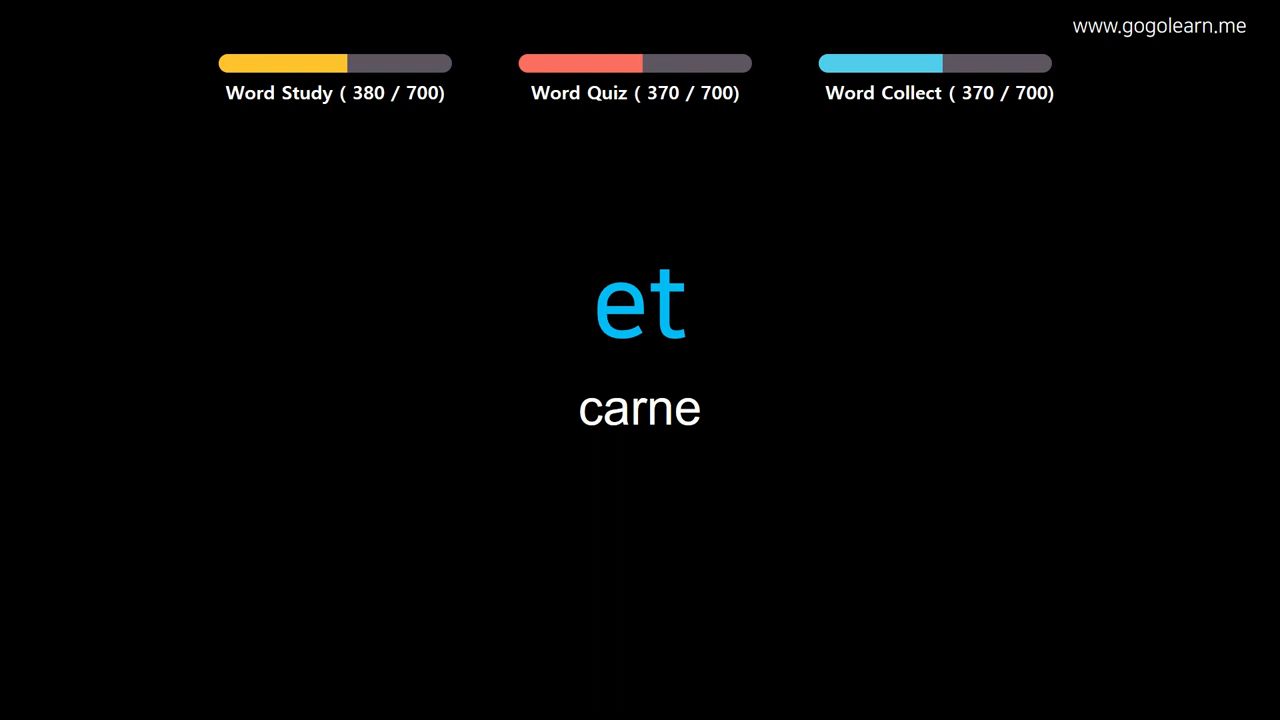 www.gogolearn.me
Word Study ( 380 / 700)
Word Quiz ( 370 / 700)
Word Collect ( 370 / 700)
et
carne